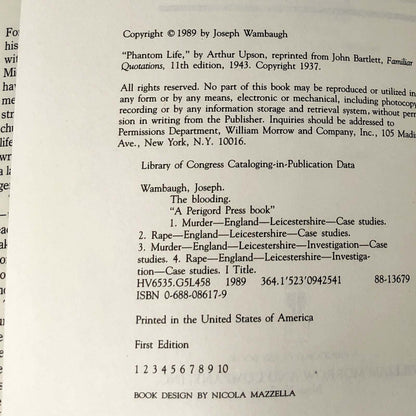 Copyright © 1989 by Joseph Wambaugh
"Phantom Life," by Arthur Upson, reprinted from John Bartlett, Familiar
Quotations, 11th edition, 1943. Copyright 1937.
All rights reserved. No part of this book may be reproduced or utilized in
any form or by any means, electronic or mechanical, including photocopy
recording or by any information storage and retrieval system, without perm
sion in writing from the Publisher. Inquiries should be addressed to
Permissions Department, William Morrow and Company, Inc., 105 Madis
Ave., New York, N.Y. 10016.
Library of Congress Cataloging-in-Publication Data
Wambaugh, Joseph.
The blooding.
"A Perigord Press book"
1. Murder—England—Leicestershire—Case studies.
2. Rape—England—Leicestershire—Case studies.
3. Murder—England—Leicestershire—Investigation—Case
studies. 4. Rape—England—Leicestershire—Investiga-
tion—Case studies. I Title.
HV6535.G5L458 1989 364.1'523'0942541 88-13679
ISBN 0-688-08617-9
Printed in the United States of America
First Edition
1 2 3 4 5 6 7 8 9 10
BOOK DESIGN BY NICOLA MAZZELLA